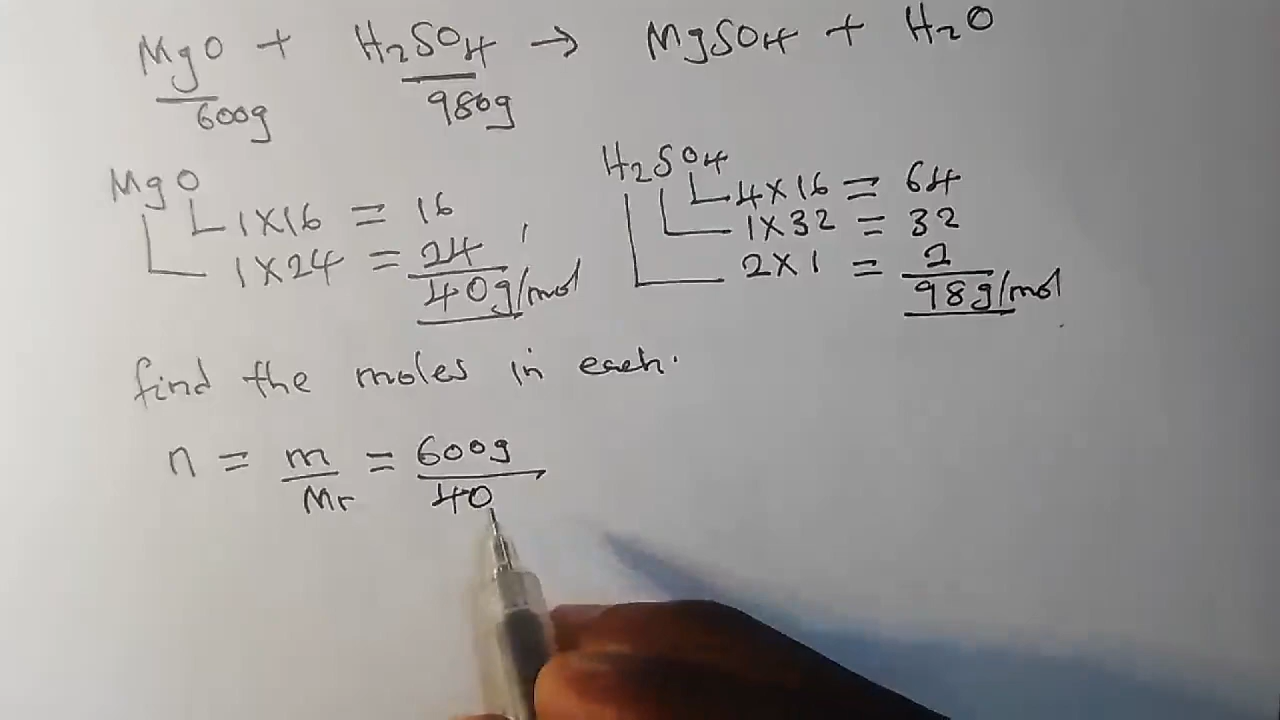 MgO + H2SO4 → MgSO4 + H2O
600g 980g
MgO
1X16 = 16
1X24 = 24
40g/mol
H2SO4
4X16 = 64
1X32 = 32
2X1 = 2
98g/mol
find the moles in each.
n = m/Mr = 600g/40